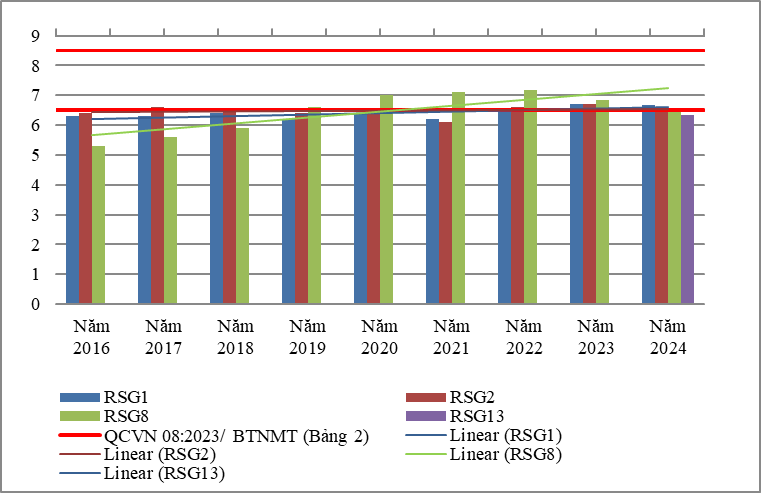 9
8
7
6
5
4
3
2
1
0
Năm Năm Năm Năm Năm Năm Năm Năm Năm
2016 2017 2018 2019 2020 2021 2022 2023 2024
RSG1 RSG2
RSG8 RSG13
QCVN 08:2023/ BTNMT (Bảng 2) Linear (RSG1)
Linear (RSG2) Linear (RSG8)
Linear (RSG13)